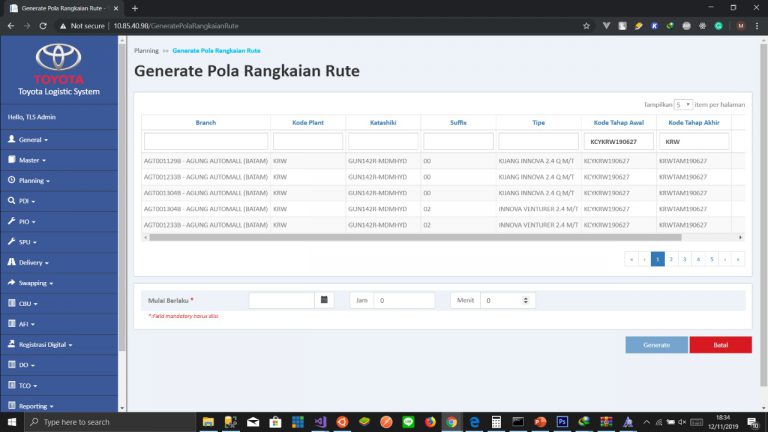 Generate Pola Rangkaian Rute -
Not secure | 10.85.40.98/GeneratePolaRangkaianRute
TOYOTA
Toyota Logistic System
Hello, TLS Admin
General
Master
Planning
PDI
PIO
SPU
Delivery
Swapping
CBU
AFI
Registrasi Digital
DO
TCO
Reporting
Planning >> Generate Pola Rangkaian Rute
Generate Pola Rangkaian Rute
Tampilkan 5 item per halaman
Branch Kode Plant Katashiki Suffix Tipe Kode Tahap Awal Kode Tahap Akhir
KCYKRW190627 KRW
AGT0011298 - AGUNG AUTOMALL (BATAM) KRW GUN142R-MDMHYD 00 KIJANG INNOVA 2.4 Q M/T KCYKRW190627 KRWTAM190627
AGT0012338 - AGUNG AUTOMALL (BATAM) KRW GUN142R-MDMHYD 00 KIJANG INNOVA 2.4 Q M/T KCYKRW190627 KRWTAM190627
AGT0013048 - AGUNG AUTOMALL (BATAM) KRW GUN142R-MDMHYD 00 KIJANG INNOVA 2.4 Q M/T KCYKRW190627 KRWTAM190627
AGT0013048 - AGUNG AUTOMALL (BATAM) KRW GUN142R-MDMHYD 02 INNOVA VENTURER 2.4 M/T KCYKRW190627 KRWTAM190627
AGT0012338 - AGUNG AUTOMALL (BATAM) KRW GUN142R-MDMHYD 02 INNOVA VENTURER 2.4 M/T KCYKRW190627 KRWTAM190627
« ‹ 1 2 3 4 5 › »
Mulai Berlaku * Jam 0 Menit 0
*:Field mandatory harus diisi
Generate Batal
Type here to search
18:34
12/11/2019